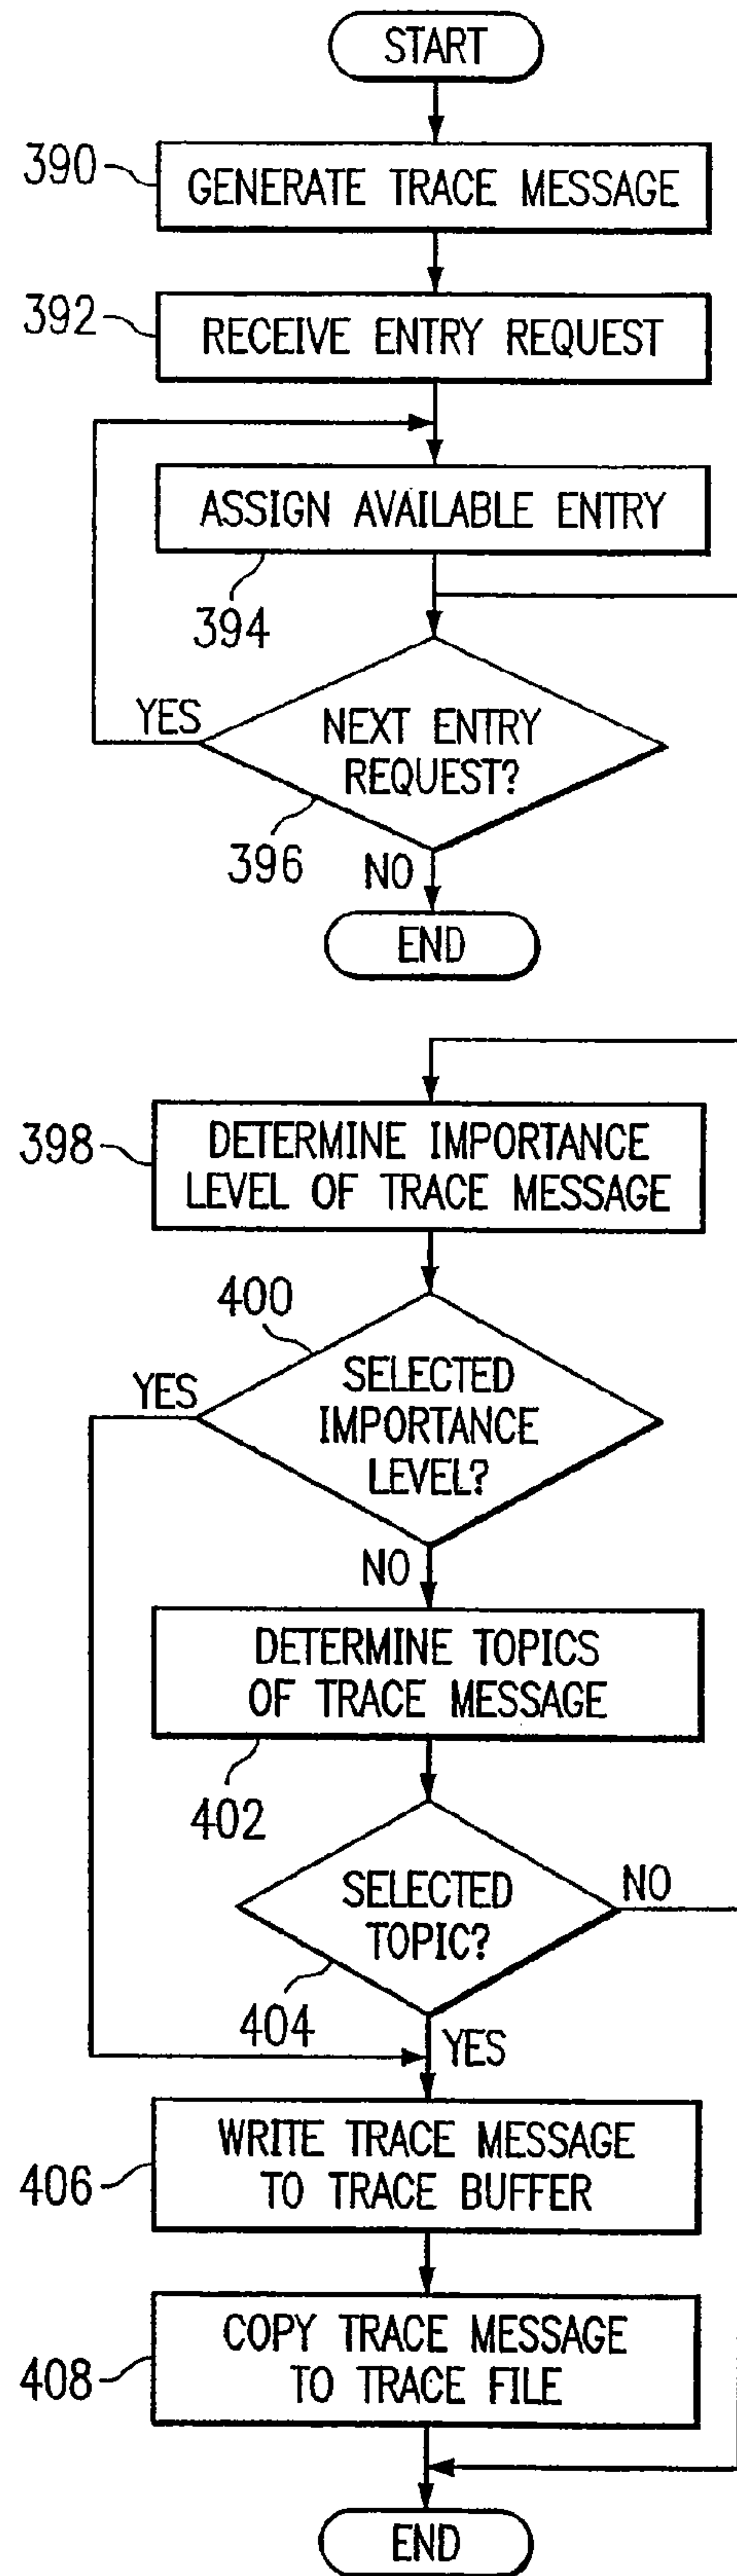 START
390
GENERATE TRACE MESSAGE
392
RECEIVE ENTRY REQUEST
ASSIGN AVAILABLE ENTRY
394
YES
NEXT ENTRY
REQUEST?
396
NO
END
398
DETERMINE IMPORTANCE
LEVEL OF TRACE MESSAGE
400
YES
SELECTED
IMPORTANCE
LEVEL?
NO
DETERMINE TOPICS
OF TRACE MESSAGE
402
SELECTED
TOPIC?
NO
404
YES
406
WRITE TRACE MESSAGE
TO TRACE BUFFER
408
COPY TRACE MESSAGE
TO TRACE FILE
END